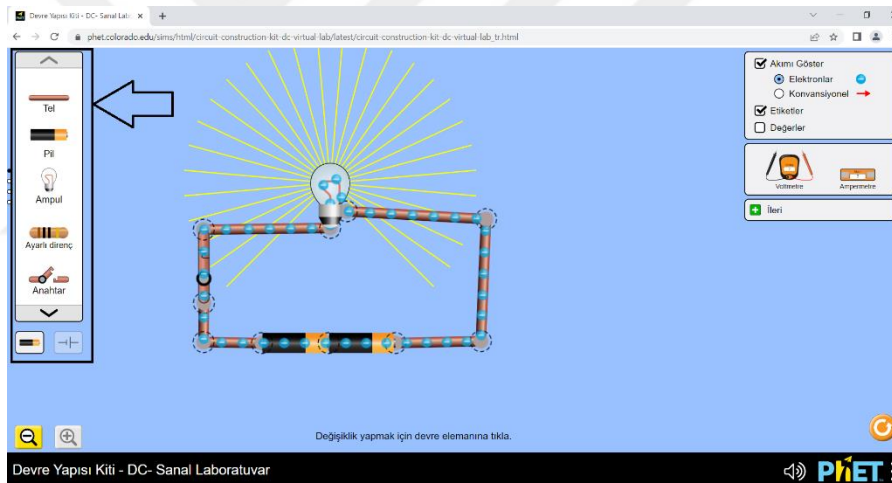 Devre Yapısı Kiti - DC- Sanal Lab
phet.colorado.edu/sims/html/circuit-construction-kit-dc-virtual-lab/latest/circuit-construction-kit-dc-virtual-lab_tr.html
Tel
Pil
Ampul
Ayarlı direnç
Anahtar
Akımı Göster
Elektronlar
Konvansiyonel
Etiketler
Değerler
Voltmetre
Ampermetre
İleri
Değişiklik yapmak için devre elemanına tıkla.
Devre Yapısı Kiti - DC- Sanal Laboratuvar
PhET